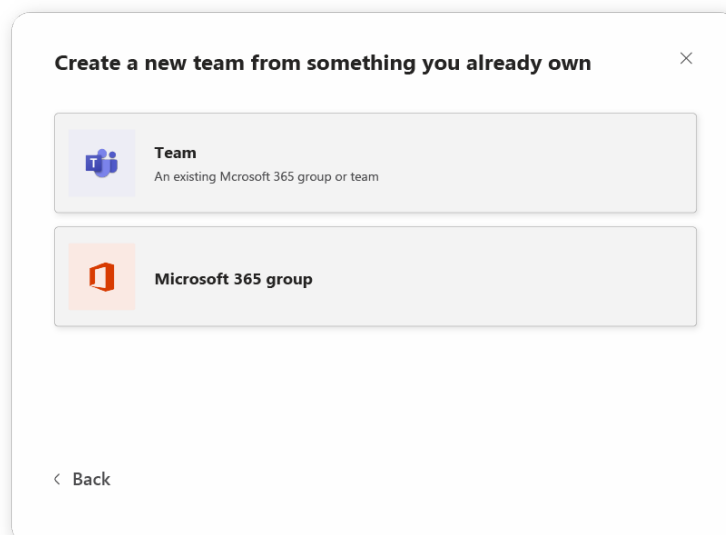 Create a new team from something you already own
Team
An existing Mcrosoft 365 group or team
Microsoft 365 group
Back